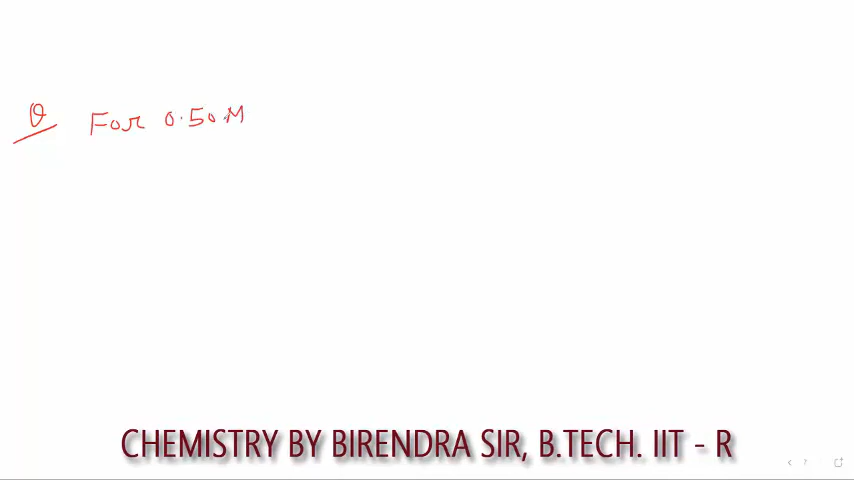 Q For 0.50 M
CHEMISTRY BY BIRENDRA SIR, B.TECH. IIT - R